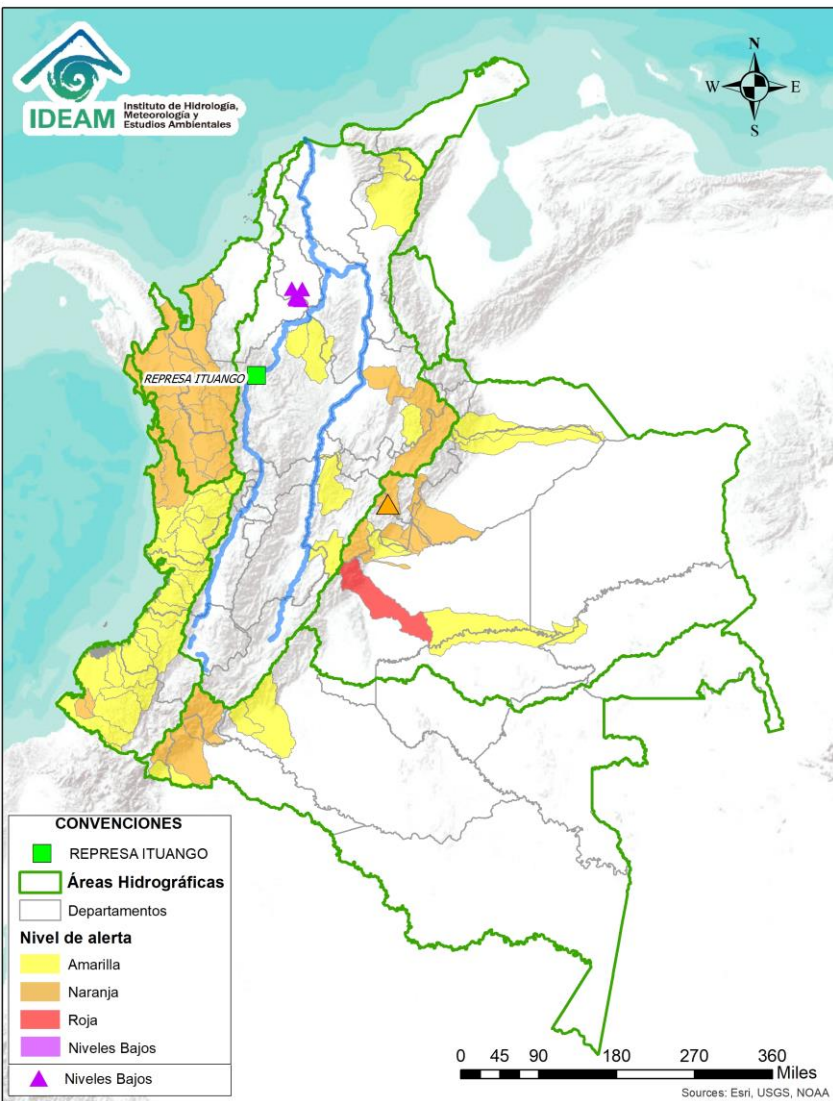 IDEAM
Instituto de Hidrología,
Meteorología y
Estudios Ambientales
N
W
E
S
REPRESA ITUANGO
CONVENCIONES
REPRESA ITUANGO
Áreas Hidrográficas
Departamentos
Nivel de alerta
Amarilla
Naranja
Roja
Niveles Bajos
Niveles Bajos
0 45 90 180 270 360
Miles
Sources: Esri, USGS, NOAA